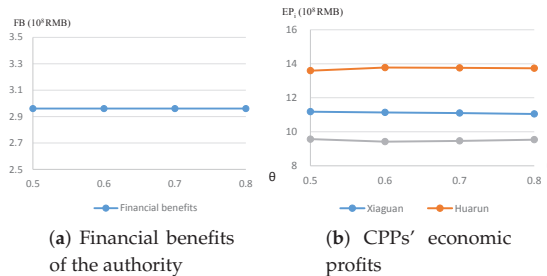 FB (10⁸RMB)
3.5
3.3
3.1
2.9
2.7
2.5
0.5 0.6 0.7 0.8
θ
Financial benefits
(a) Financial benefits
of the authority
EPᵢ (10⁸RMB)
16
14
12
10
8
0.5 0.6 0.7 0.8
Xiaguan Huarun
(b) CPPs' economic
profits